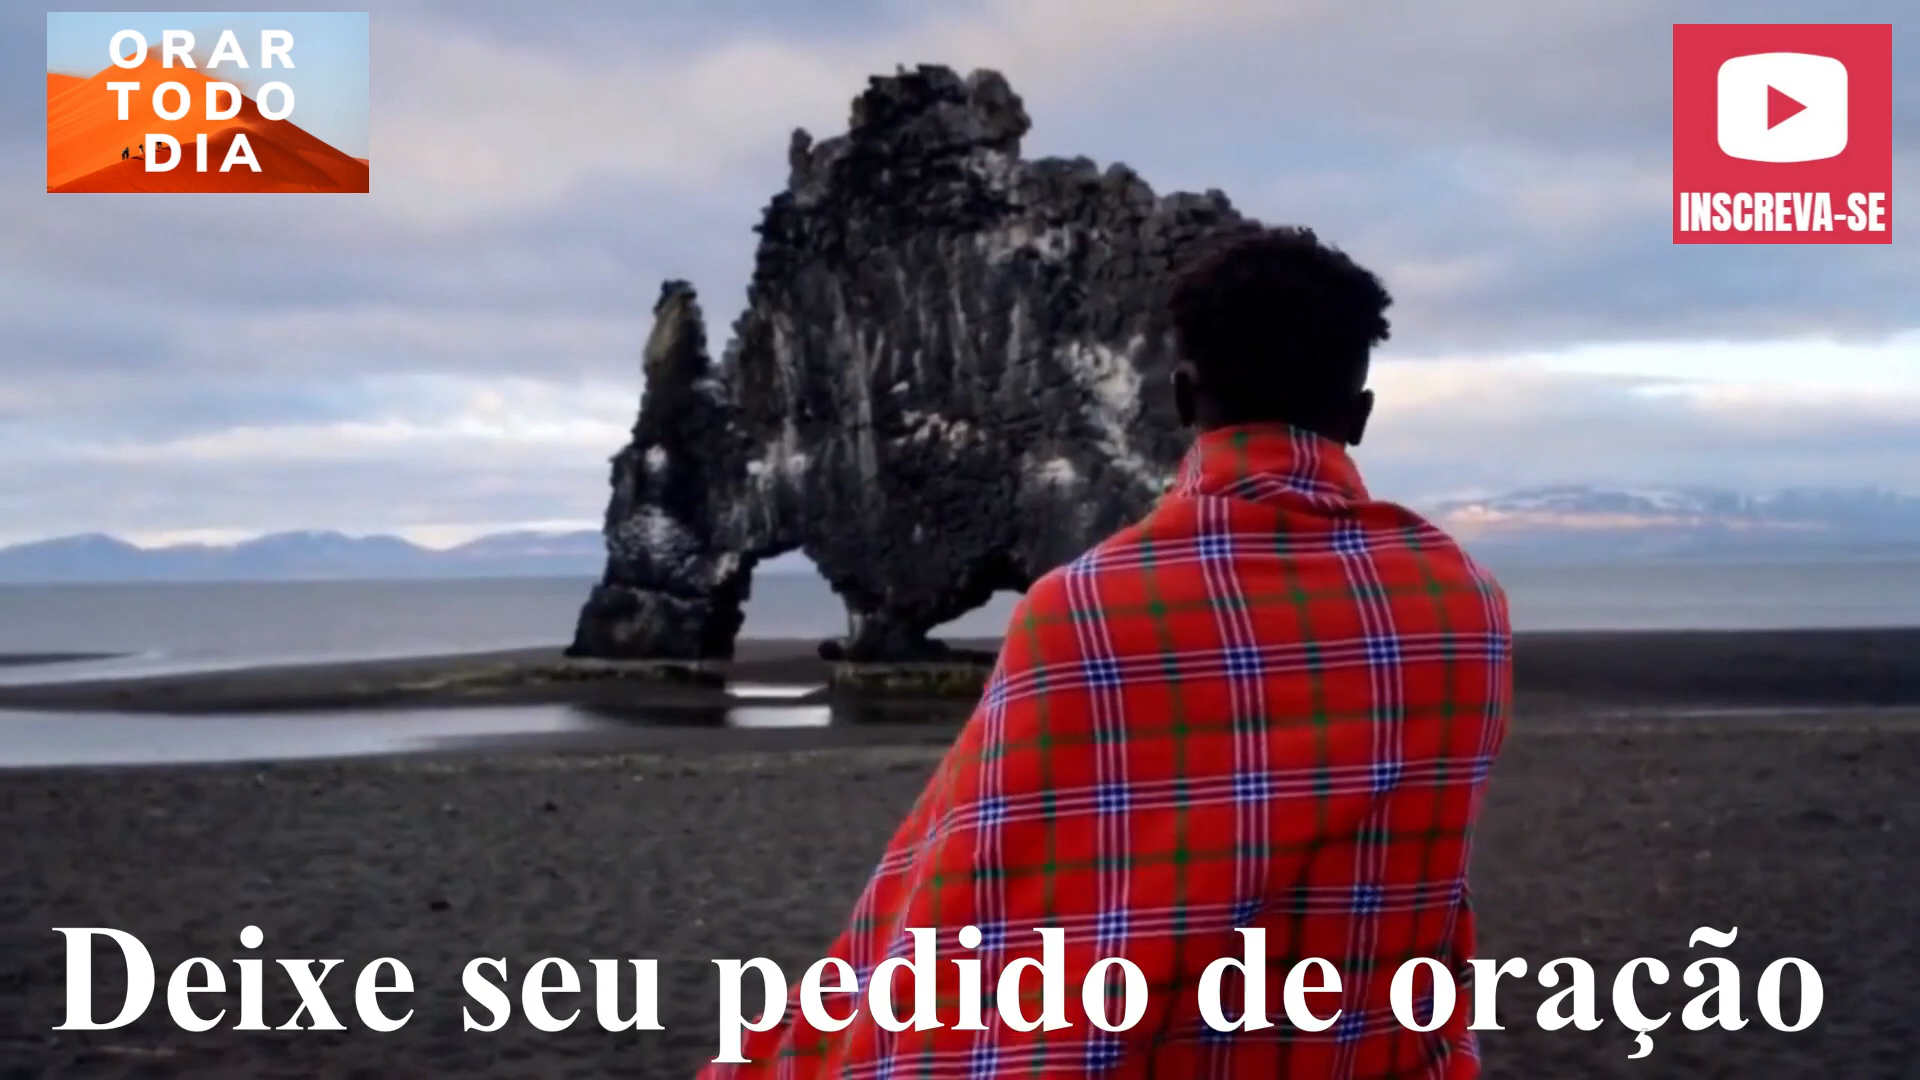 ORAR
TODO
DIA
INSCREVA-SE
Deixe seu pedido de oração